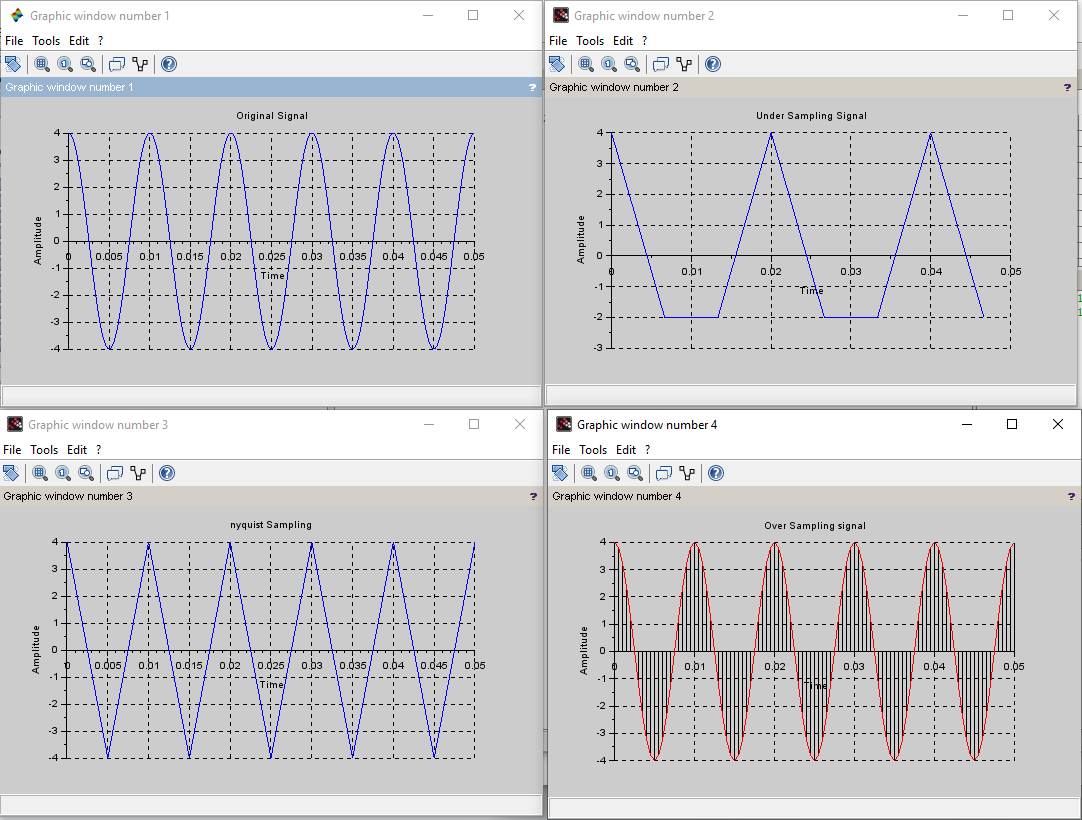 Graphic window number 1
File Tools Edit ?
Graphic window number 1 ?
Original Signal
4
3
2
1
0
-1
-2
-3
-4
Amplitude
0.005 0.01 0.015 0.02 0.025 0.03 0.035 0.04 0.045 0.05
Time
Graphic window number 2
File Tools Edit ?
Graphic window number 2 ?
Under Sampling Signal
4
3
2
1
0
-1
-2
-3
Amplitude
0 0.01 0.02 0.03 0.04 0.05
Time
1
1
Graphic window number 3
File Tools Edit ?
Graphic window number 3 ?
nyquist Sampling
4
3
2
1
0
-1
-2
-3
-4
Amplitude
0 0.005 0.01 0.015 0.02 0.025 0.03 0.035 0.04 0.045 0.05
Time
Graphic window number 4
File Tools Edit ?
Graphic window number 4 ?
Over Sampling signal
4
3
2
1
0
-1
-2
-3
-4
Amplitude
0 0.01 0.02 0.03 0.04 0.05
Time